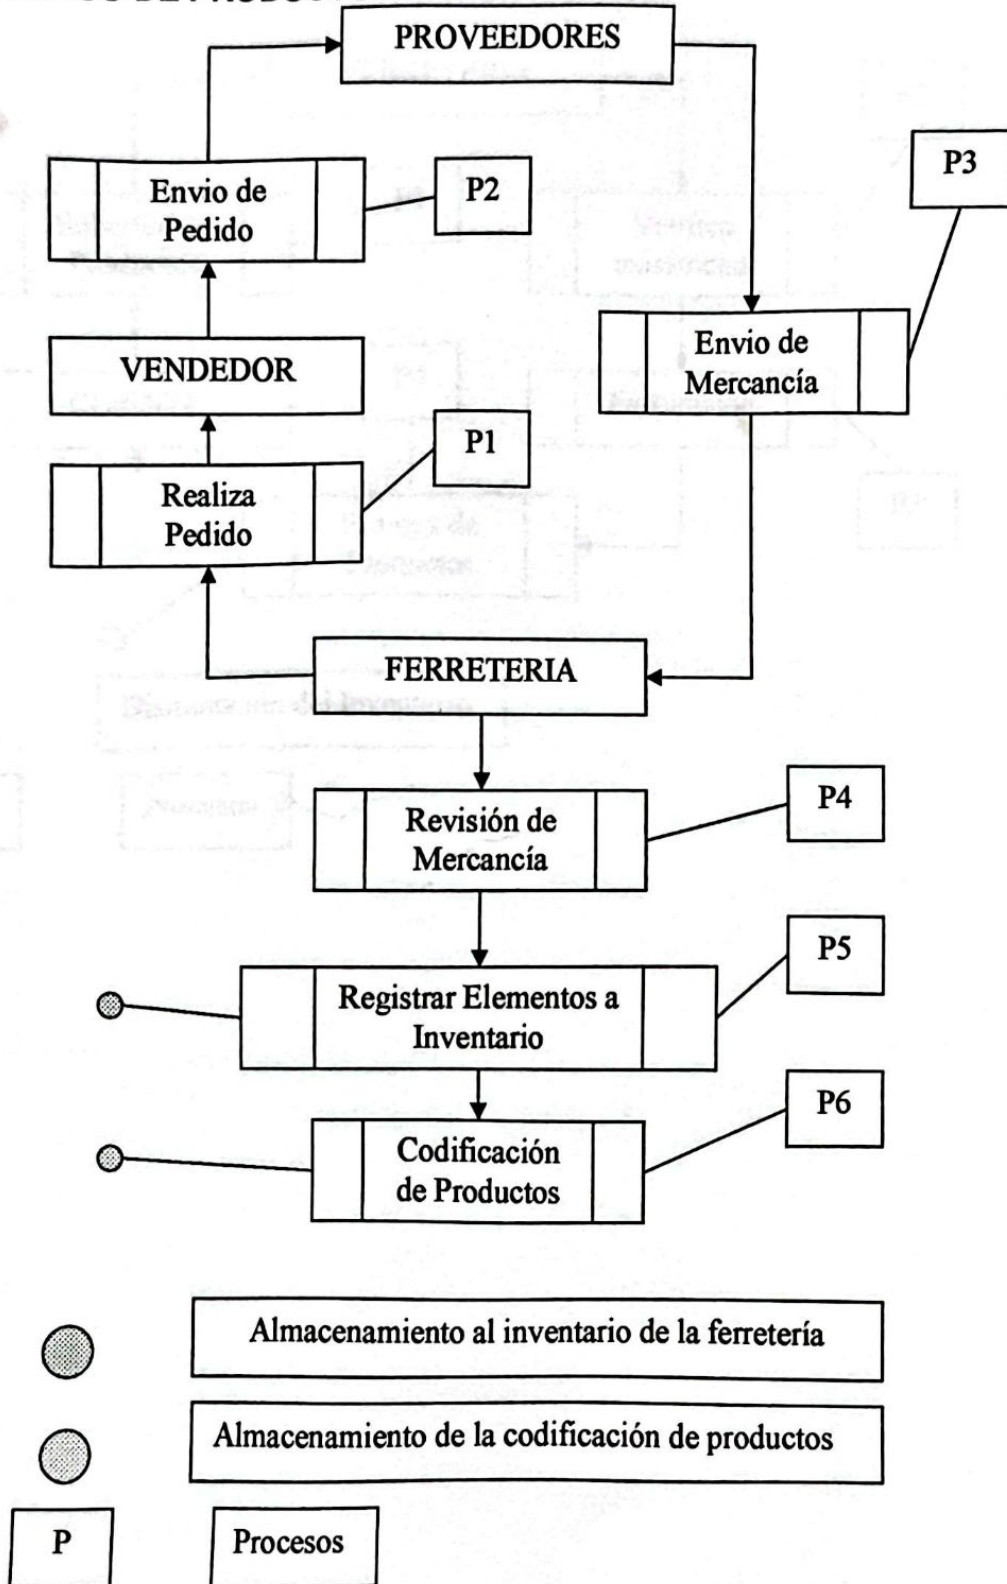 PROVEEDORES
Envio de
Pedido
P2
P3
VENDEDOR
Envio de
Mercancía
P1
Realiza
Pedido
FERRETERIA
Revisión de
Mercancía
P4
Registrar Elementos a
Inventario
P5
Codificación
de Productos
P6
Almacenamiento al inventario de la ferretería
Almacenamiento de la codificación de productos
P
Procesos